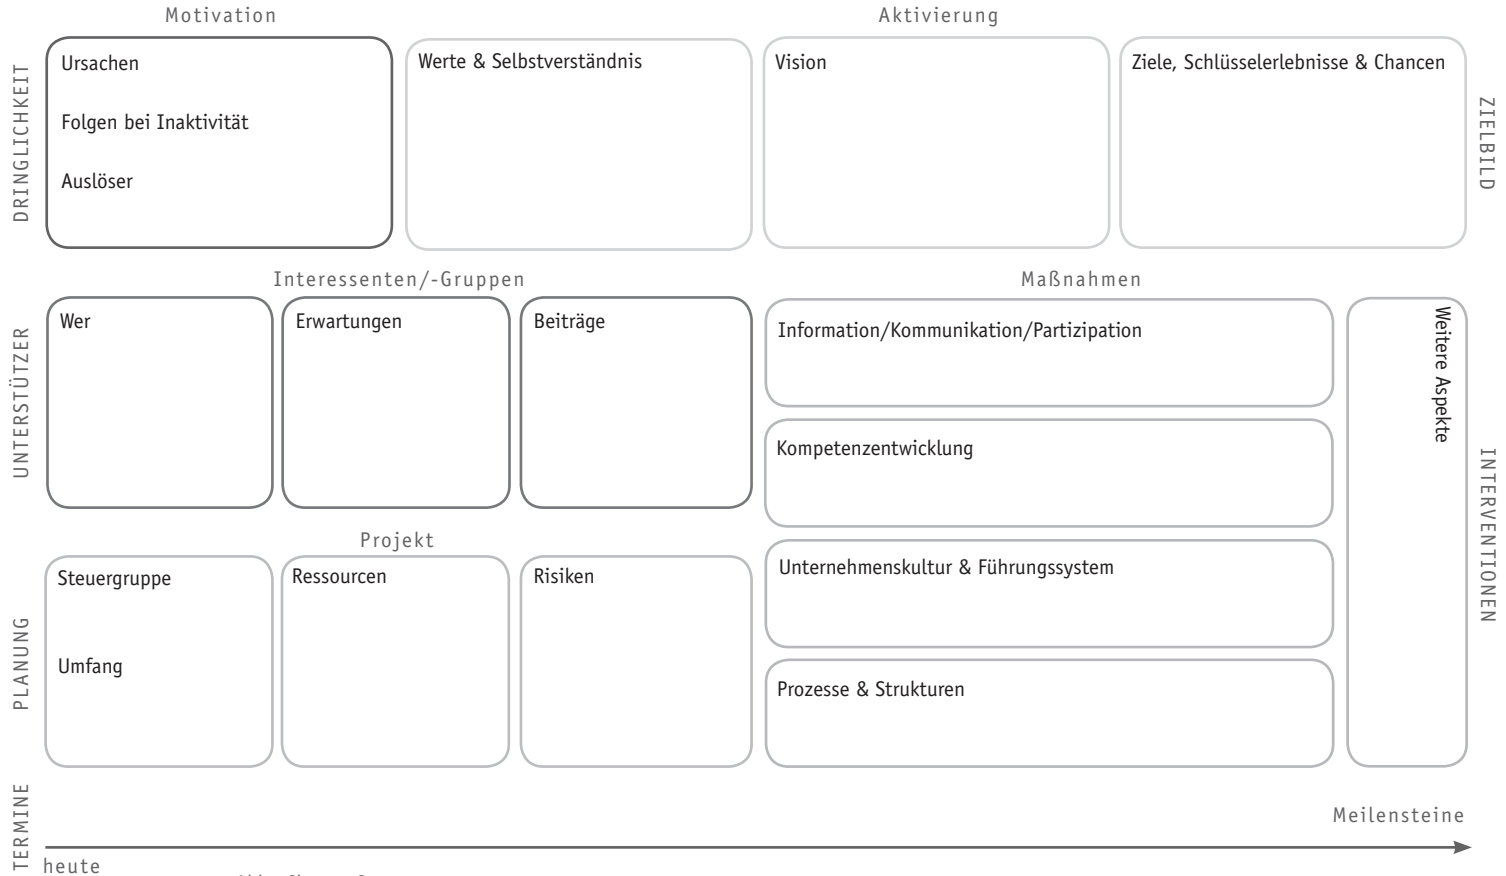 Motivation
Aktivierung
DRINGLICHKEIT
Ursachen
Folgen bei Inaktivität
Auslöser
Werte & Selbstverständnis
Vision
Ziele, Schlüsselerlebnisse & Chancen
ZIELBILD
Interessenten/-Gruppen
Maßnahmen
UNTERSTÜTZER
Wer
Erwartungen
Beiträge
Information/Kommunikation/Partizipation
Kompetenzentwicklung
Unternehmenskultur & Führungssystem
Prozesse & Strukturen
Weitere Aspekte
INTERVENTIONEN
Projekt
PLANUNG
Steuergruppe
Umfang
Ressourcen
Risiken
TERMINE
Meilensteine
heute